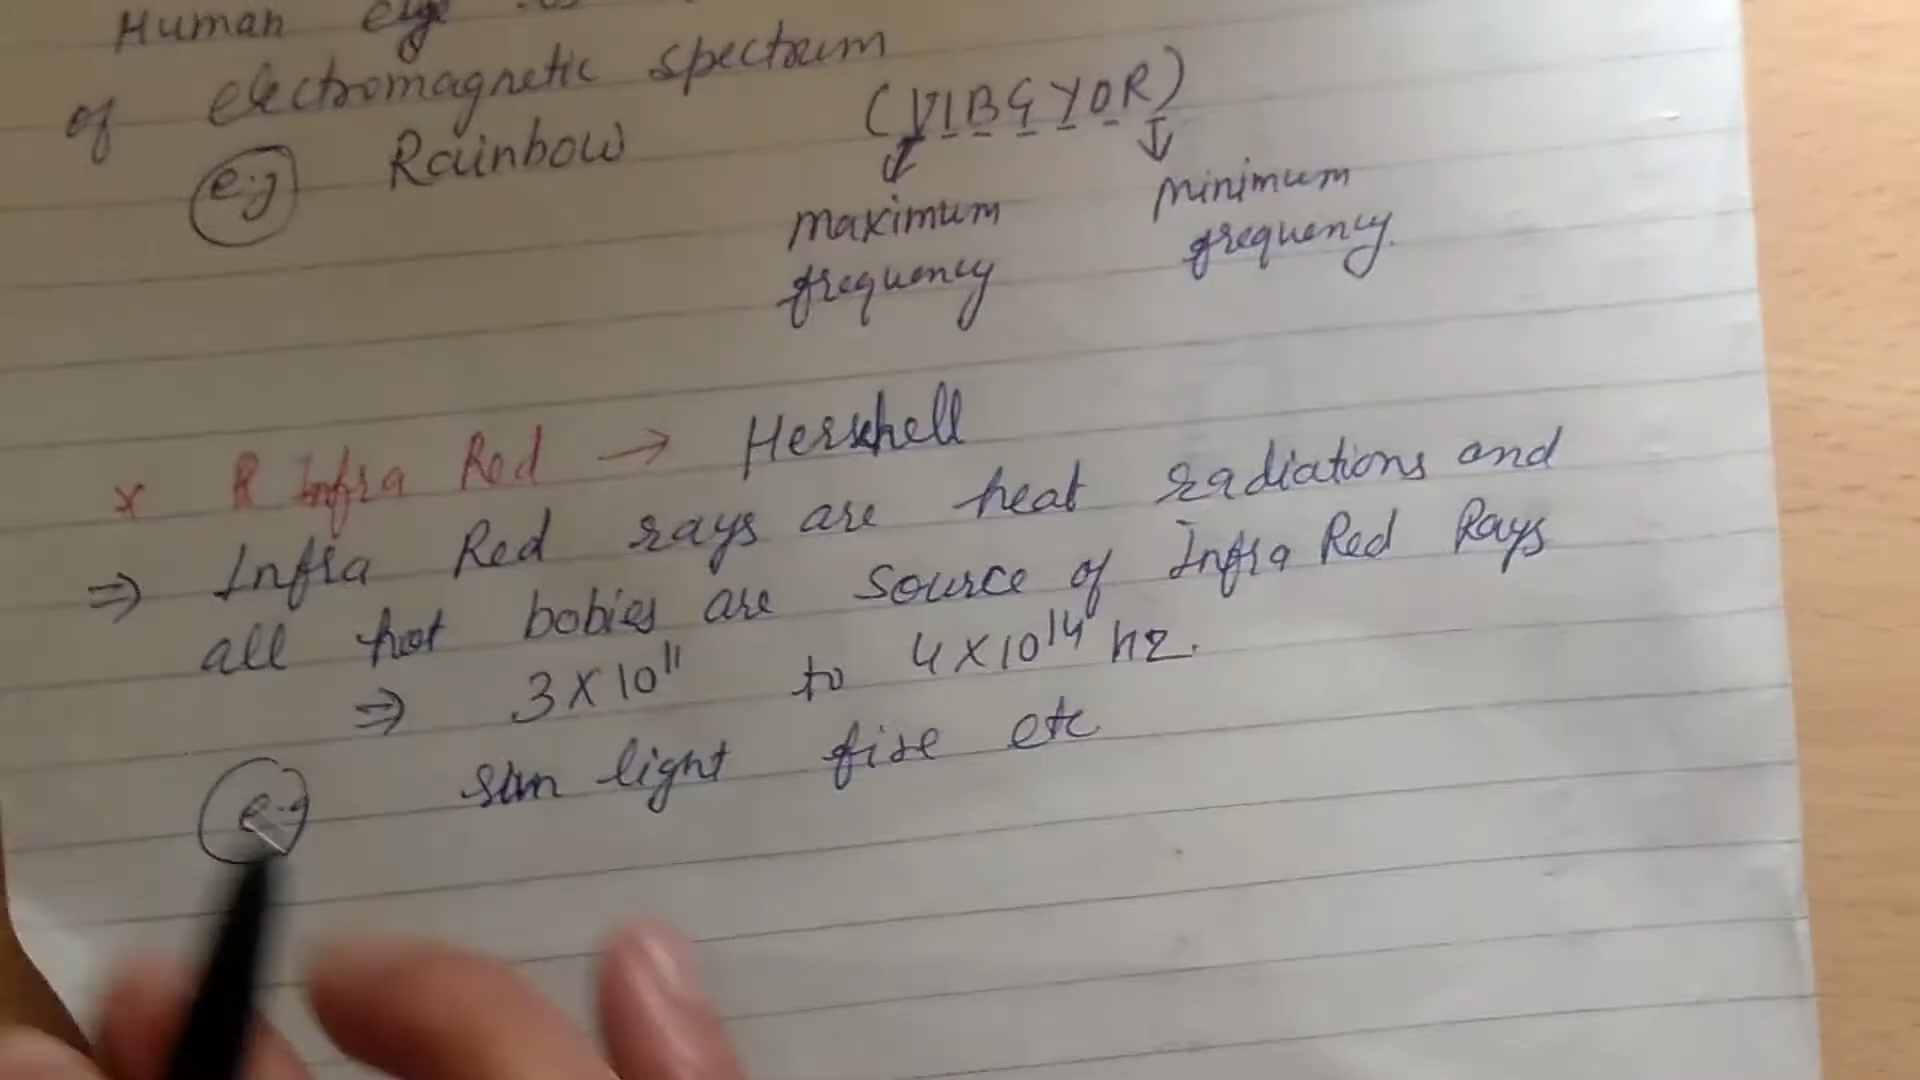 Human eye
of electromagnetic spectrum
(VIBGYOR)
e.g Rainbow
maximum
frequency
minimum
frequency.
x R Infra Red → Herschell
⇒ Infra Red rays are heat radiations and
all hot bobies are source of Infra Red Rays
⇒ 3 X 10¹¹ to 4 X 10¹⁴ hz.
e.g sun light fire etc